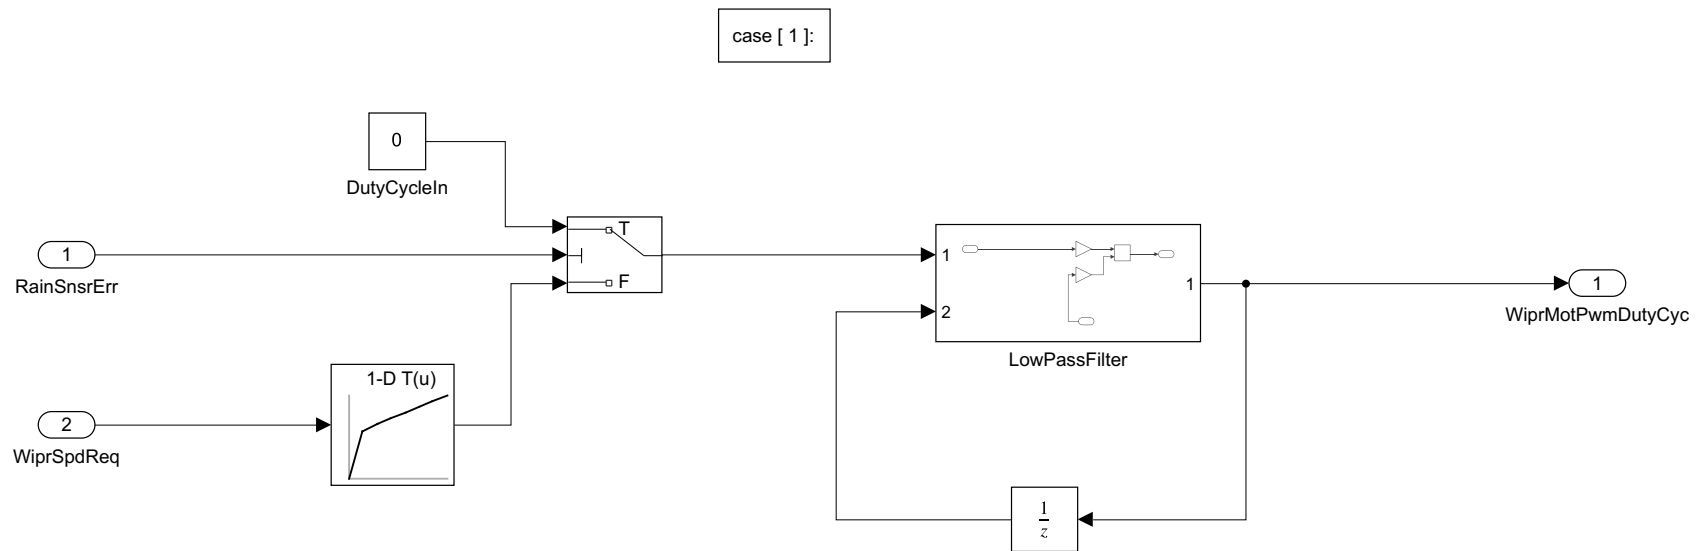 case [ 1 ]:
0
DutyCycleIn
T
1
RainSnsrErr
F
1
2
1
LowPassFilter
1
WiprMotPwmDutyCyc
1-D T(u)
2
WiprSpdReq
1
z